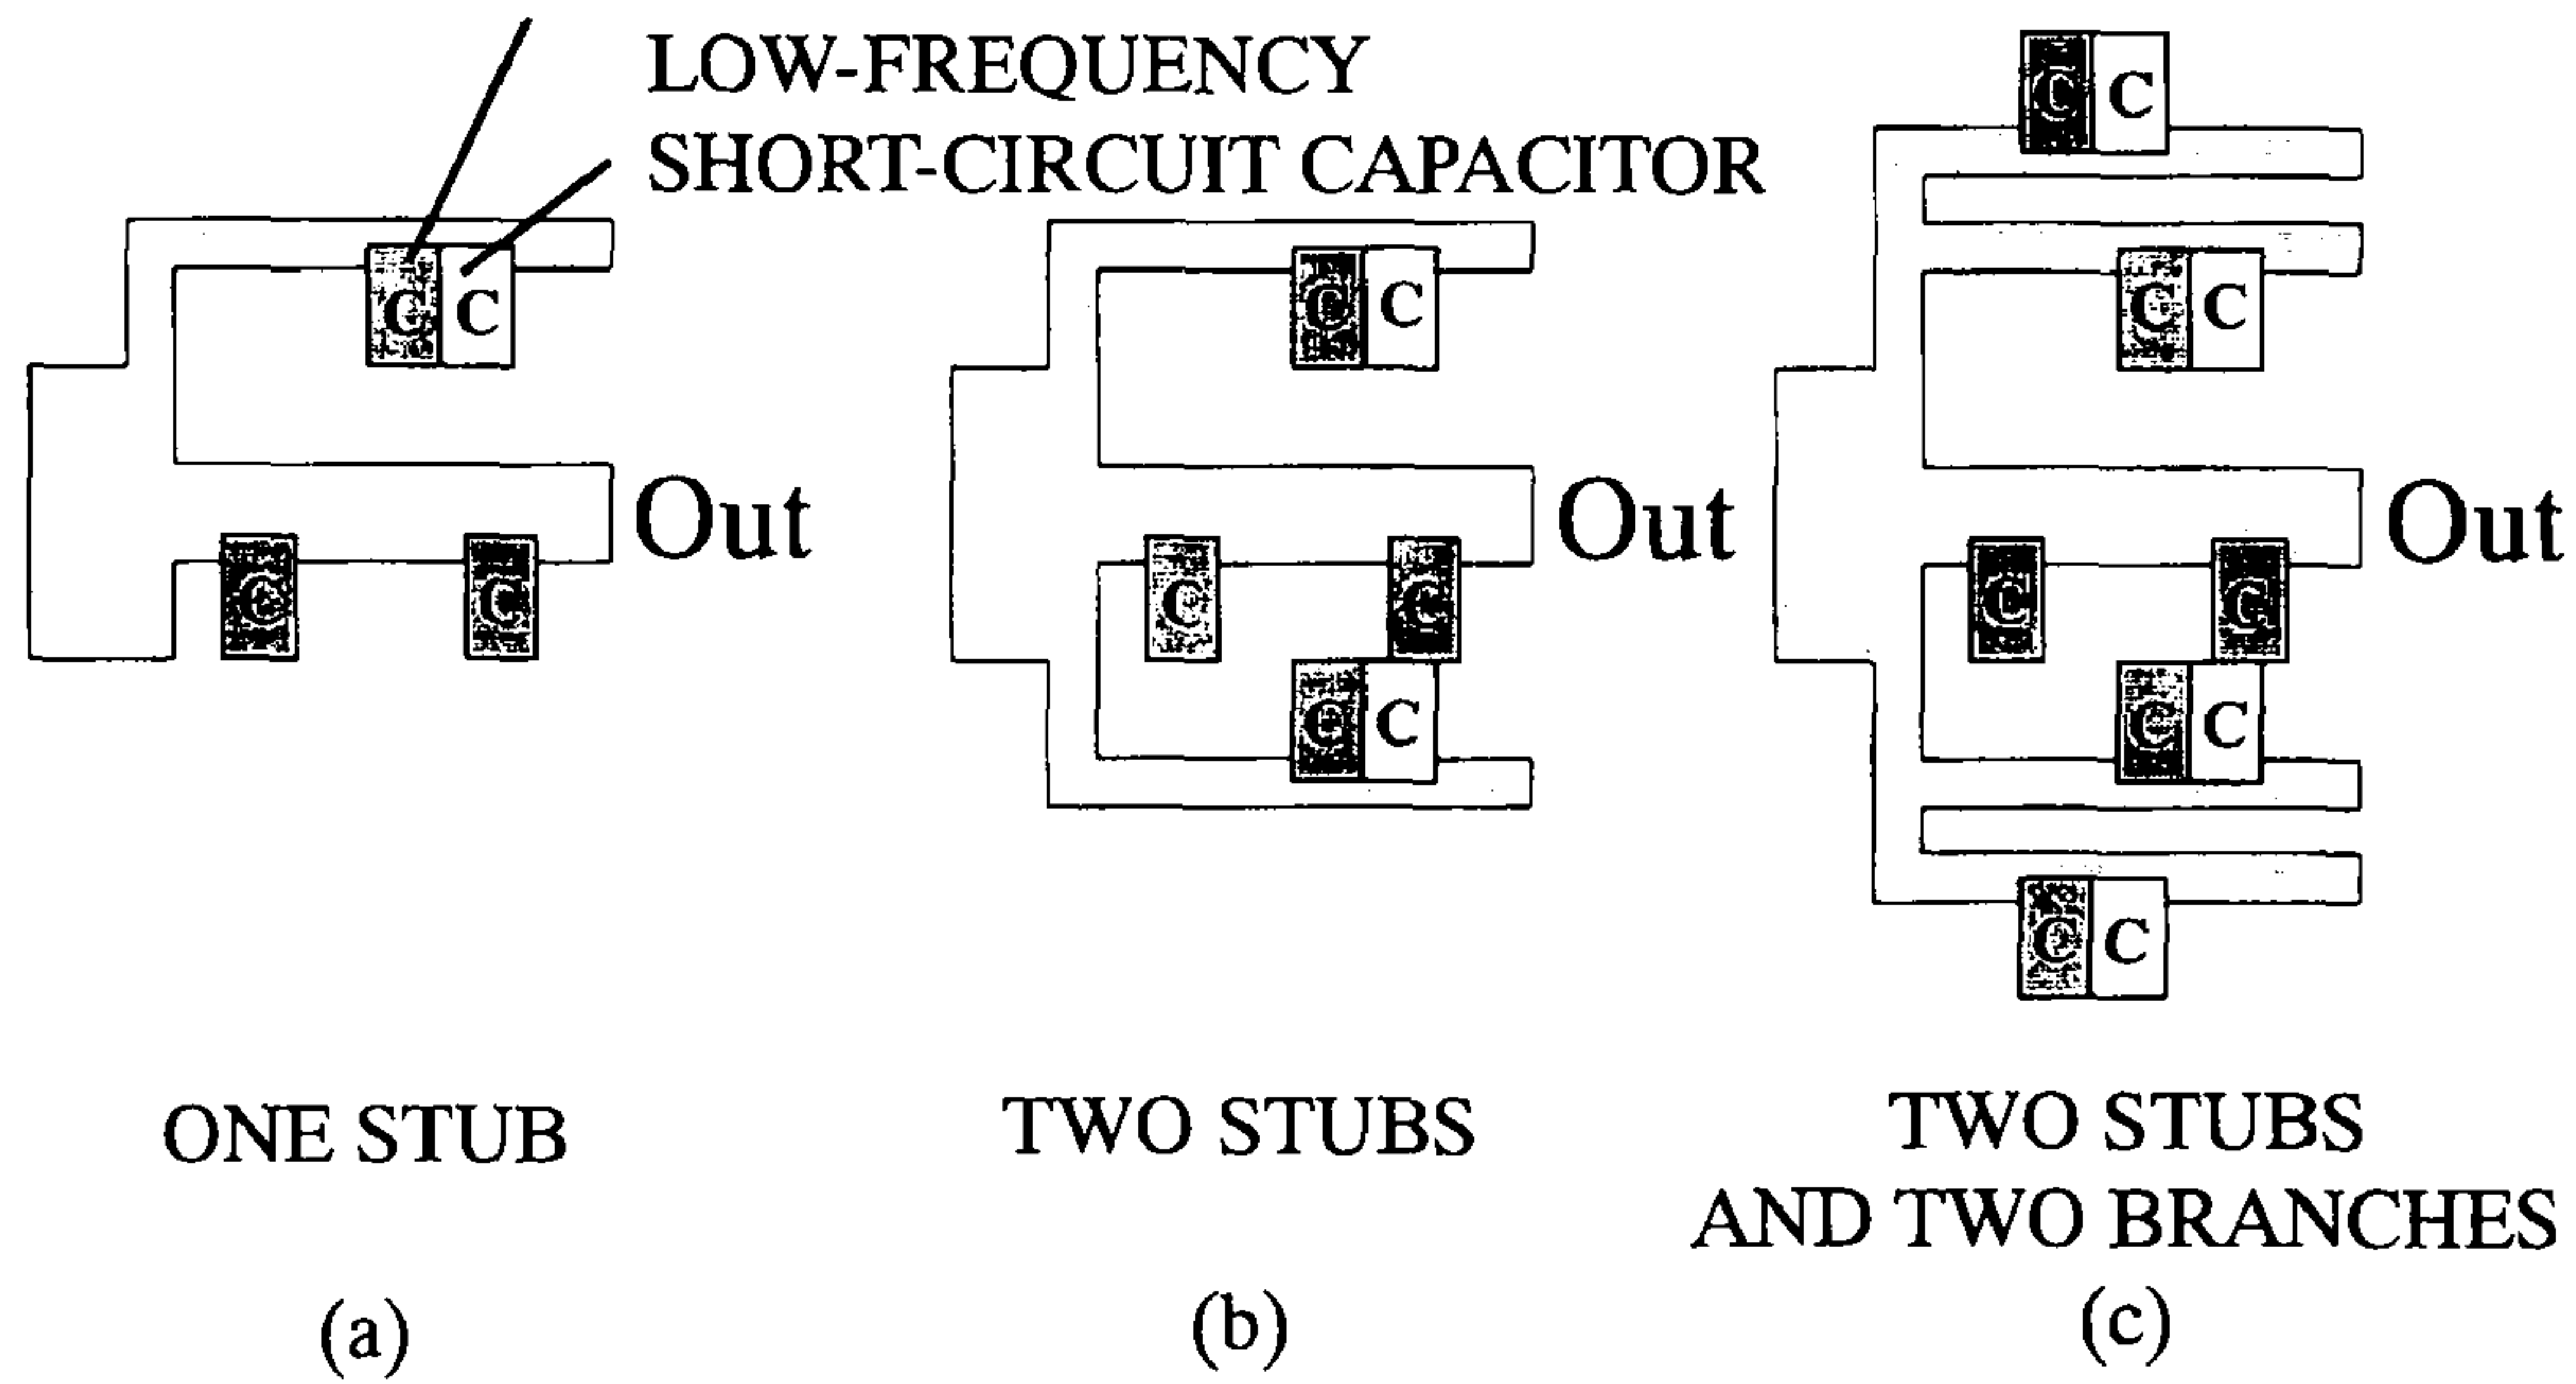 LOW-FREQUENCY
SHORT-CIRCUIT CAPACITOR
C C
C C
C C
C C
Out
Out
Out
C C
C C
C C
C C
C C
C C
ONE STUB
TWO STUBS
TWO STUBS
AND TWO BRANCHES
(a)
(b)
(c)